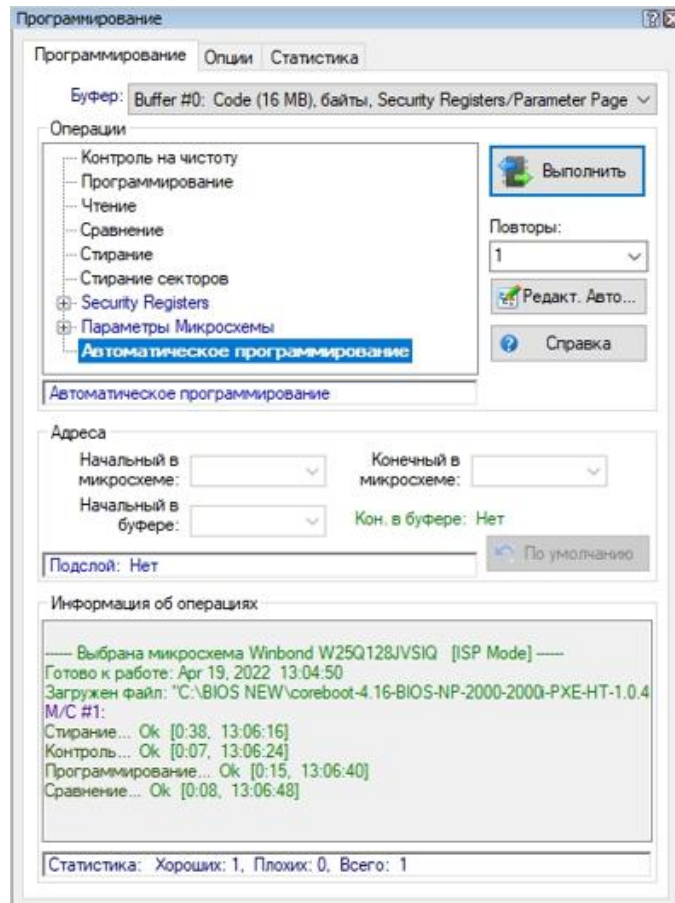 Программирование
Программирование Опции Статистика
Буфер: Buffer #0: Code (16 MB), байты, Security Registers/Parameter Page
Операции
Контроль на чистоту
Программирование
Чтение
Сравнение
Стирание
Стирание секторов
Security Registers
Параметры Микросхемы
Автоматическое программирование
Автоматическое программирование
Выполнить
Повторы:
1
Редакт. Авто...
Справка
Адреса
Начальный в микросхеме:
Конечный в микросхеме:
Начальный в буфере:
Кон. в буфере: Нет
Подслой: Нет
По умолчанию
Информация об операциях
----- Выбрана микросхема Winbond W25Q128JVSIQ [ISP Mode] -----
Готово к работе: Apr 19, 2022 13:04:50
Загружен файл: "C:\BIOS NEW\coreboot-4.16-BIOS-NP-2000-2000i-PXE-HT-1.0.4
М/С #1:
Стирание... Ok [0:38, 13:06:16]
Контроль... Ok [0:07, 13:06:24]
Программирование... Ok [0:15, 13:06:40]
Сравнение... Ok [0:08, 13:06:48]
Статистика: Хороших: 1, Плохих: 0, Всего: 1